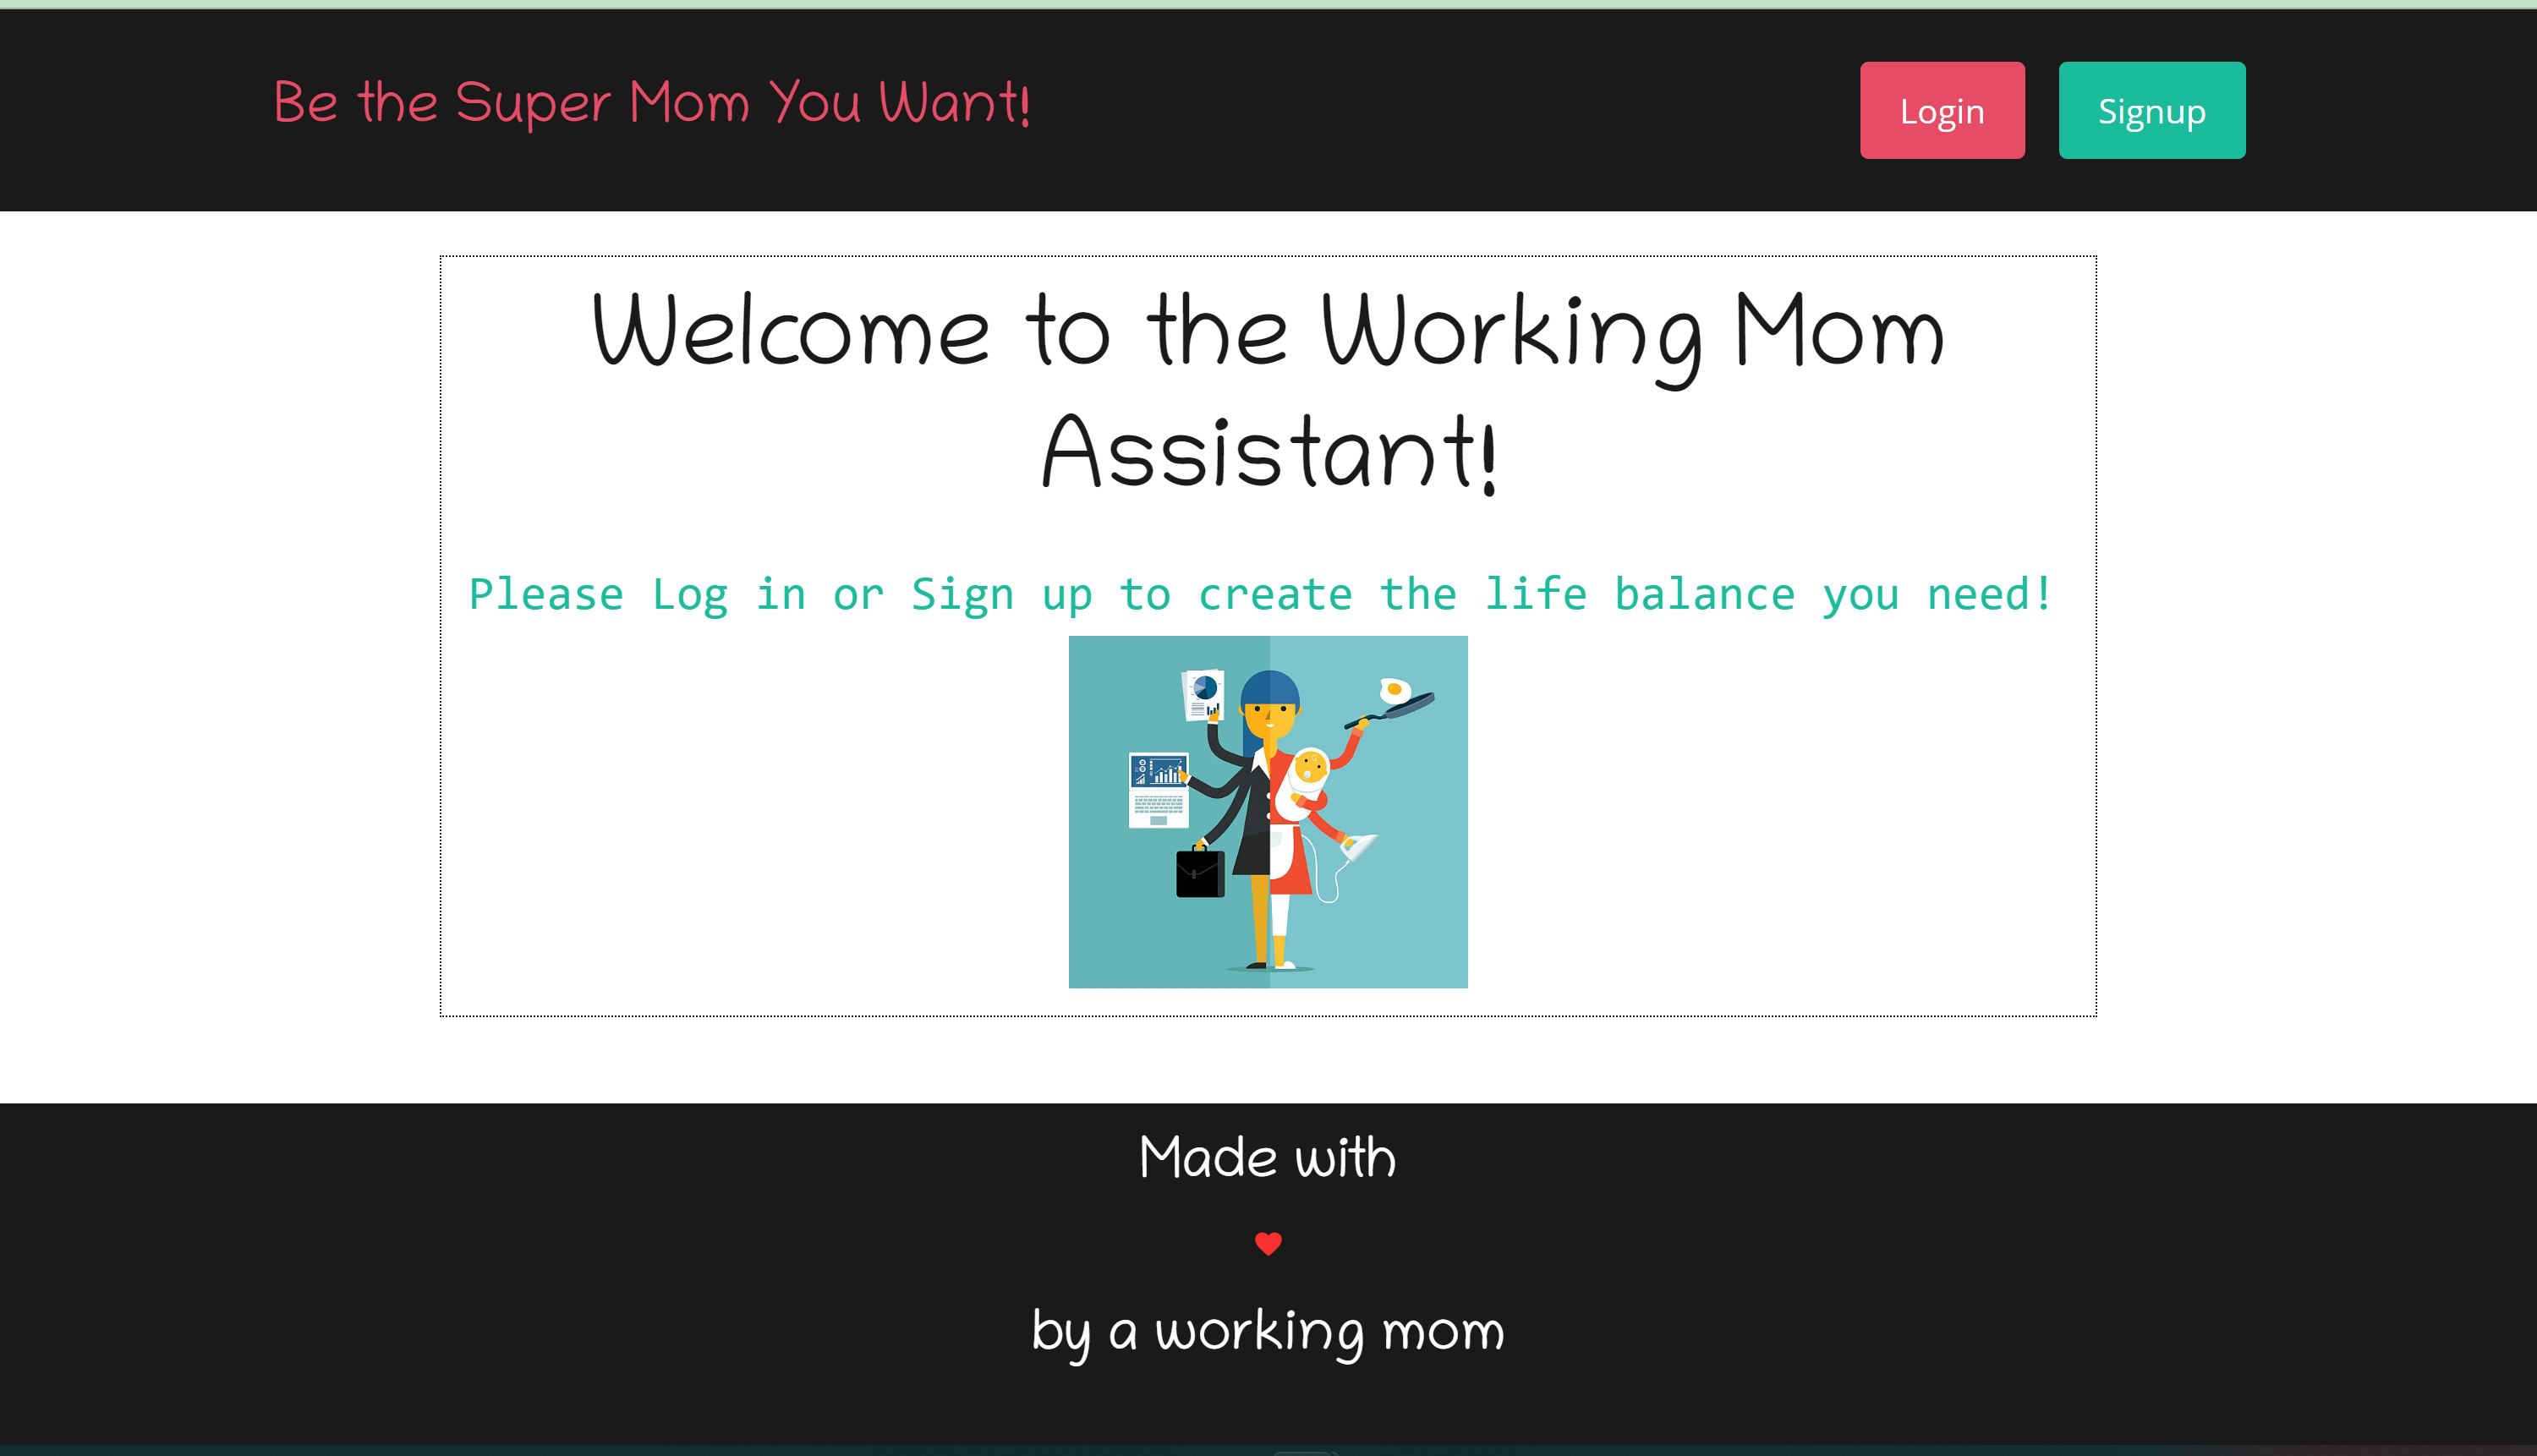 Be the Super Mom You Want!
Login
Signup
Welcome to the Working Mom
Assistant!
Please Log in or Sign up to create the life balance you need!
Made with
by a working mom